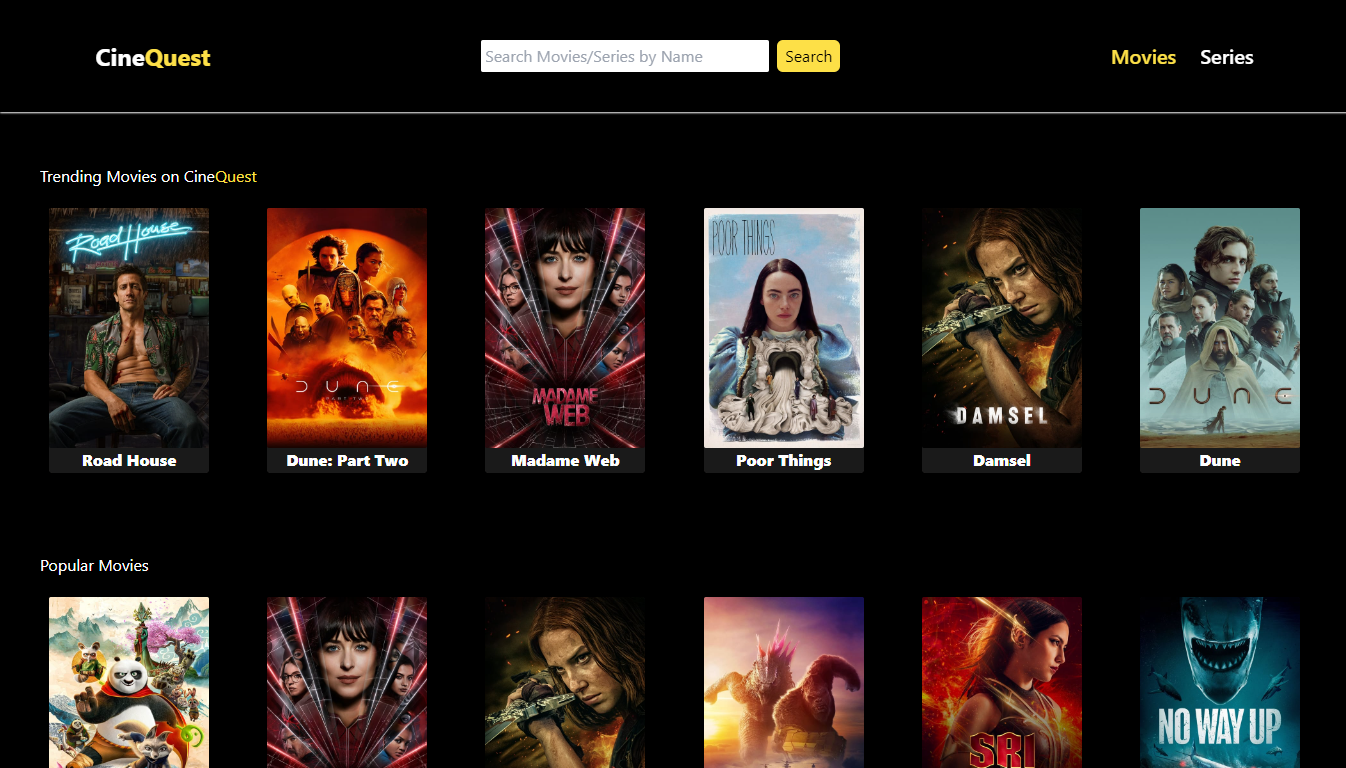 CineQuest
Search Movies/Series by Name
Search
Movies
Series
Trending Movies on CineQuest
Road House
DUNE
PART TWO
MADAME
WEB
POOR THINGS
DAMSEL
DUNE
Road House
Dune: Part Two
Madame Web
Poor Things
Damsel
Dune
Popular Movies
SRI
NO WAY UP